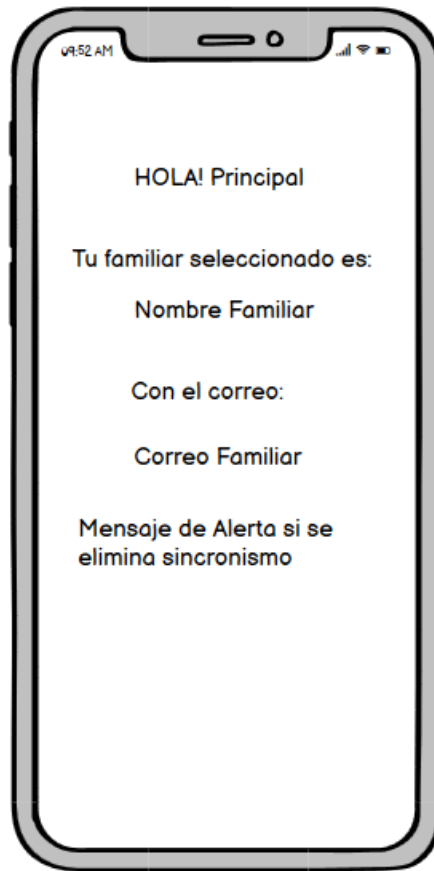 09:52 AM
HOLA! Principal
Tu familiar seleccionado es:
Nombre Familiar
Con el correo:
Correo Familiar
Mensaje de Alerta si se
elimina sincronismo